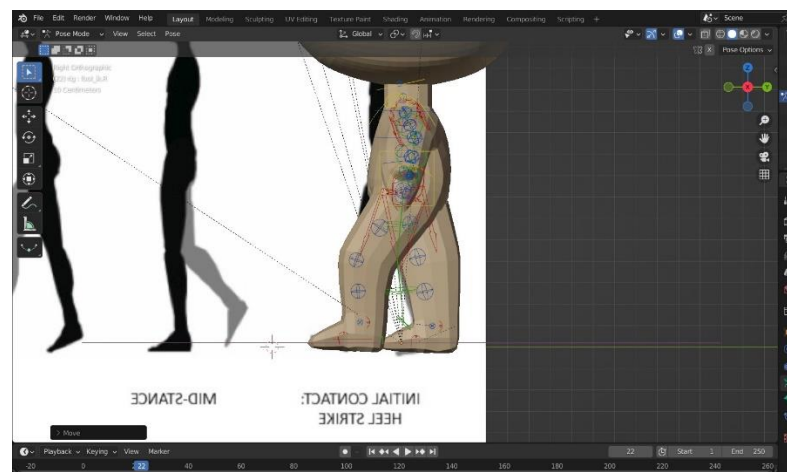 File Edit Render Window Help Layout Modeling Sculpting UV Editing Texture Paint Shading Animation Rendering Compositing Scripting + Scene
Pose Mode View Select Pose Global
Pose Options
Right Orthographic
rig : foot_ik.R
10 Centimeters
X
Y
Z
MID-STANCE
INITIAL CONTACT:
HEEL STRIKE
> Move
Playback Keying View Marker 22 Start 1 End 250
-20 0 22 40 60 80 100 120 140 160 180 200 220 240 260